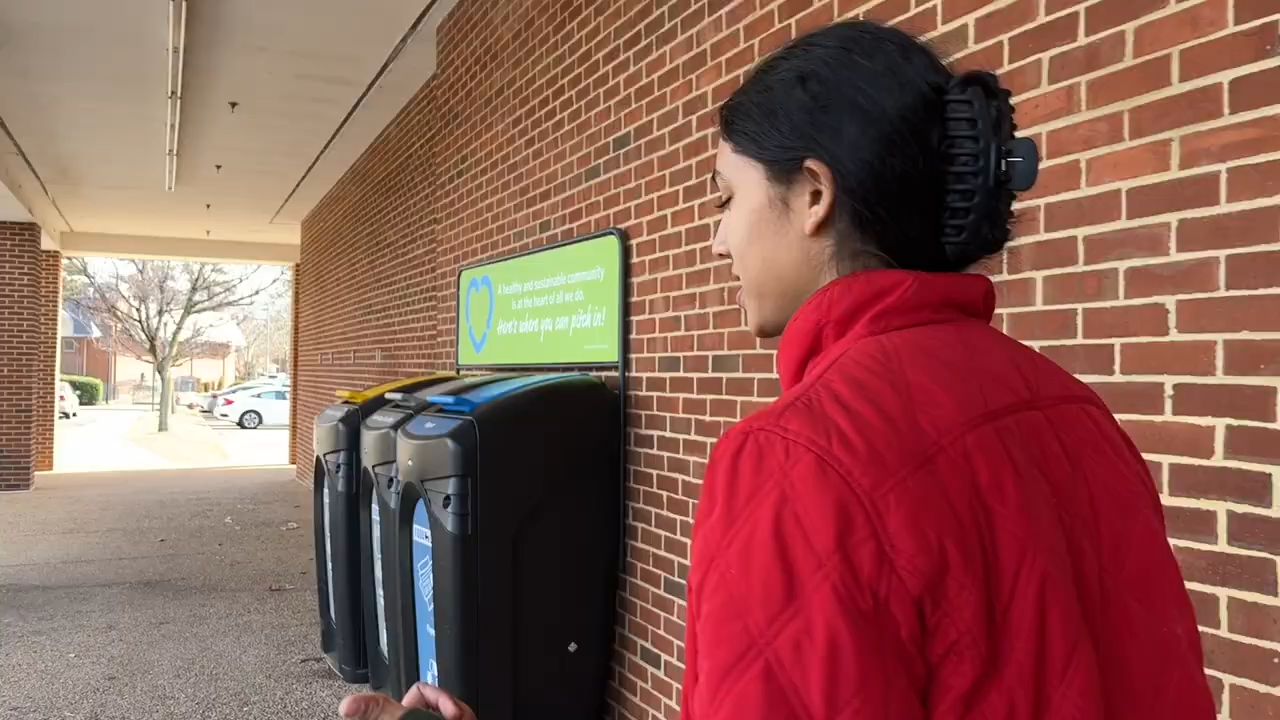 A healthy and sustainable community
is at the heart of all we do.
Here's where you can pitch in!